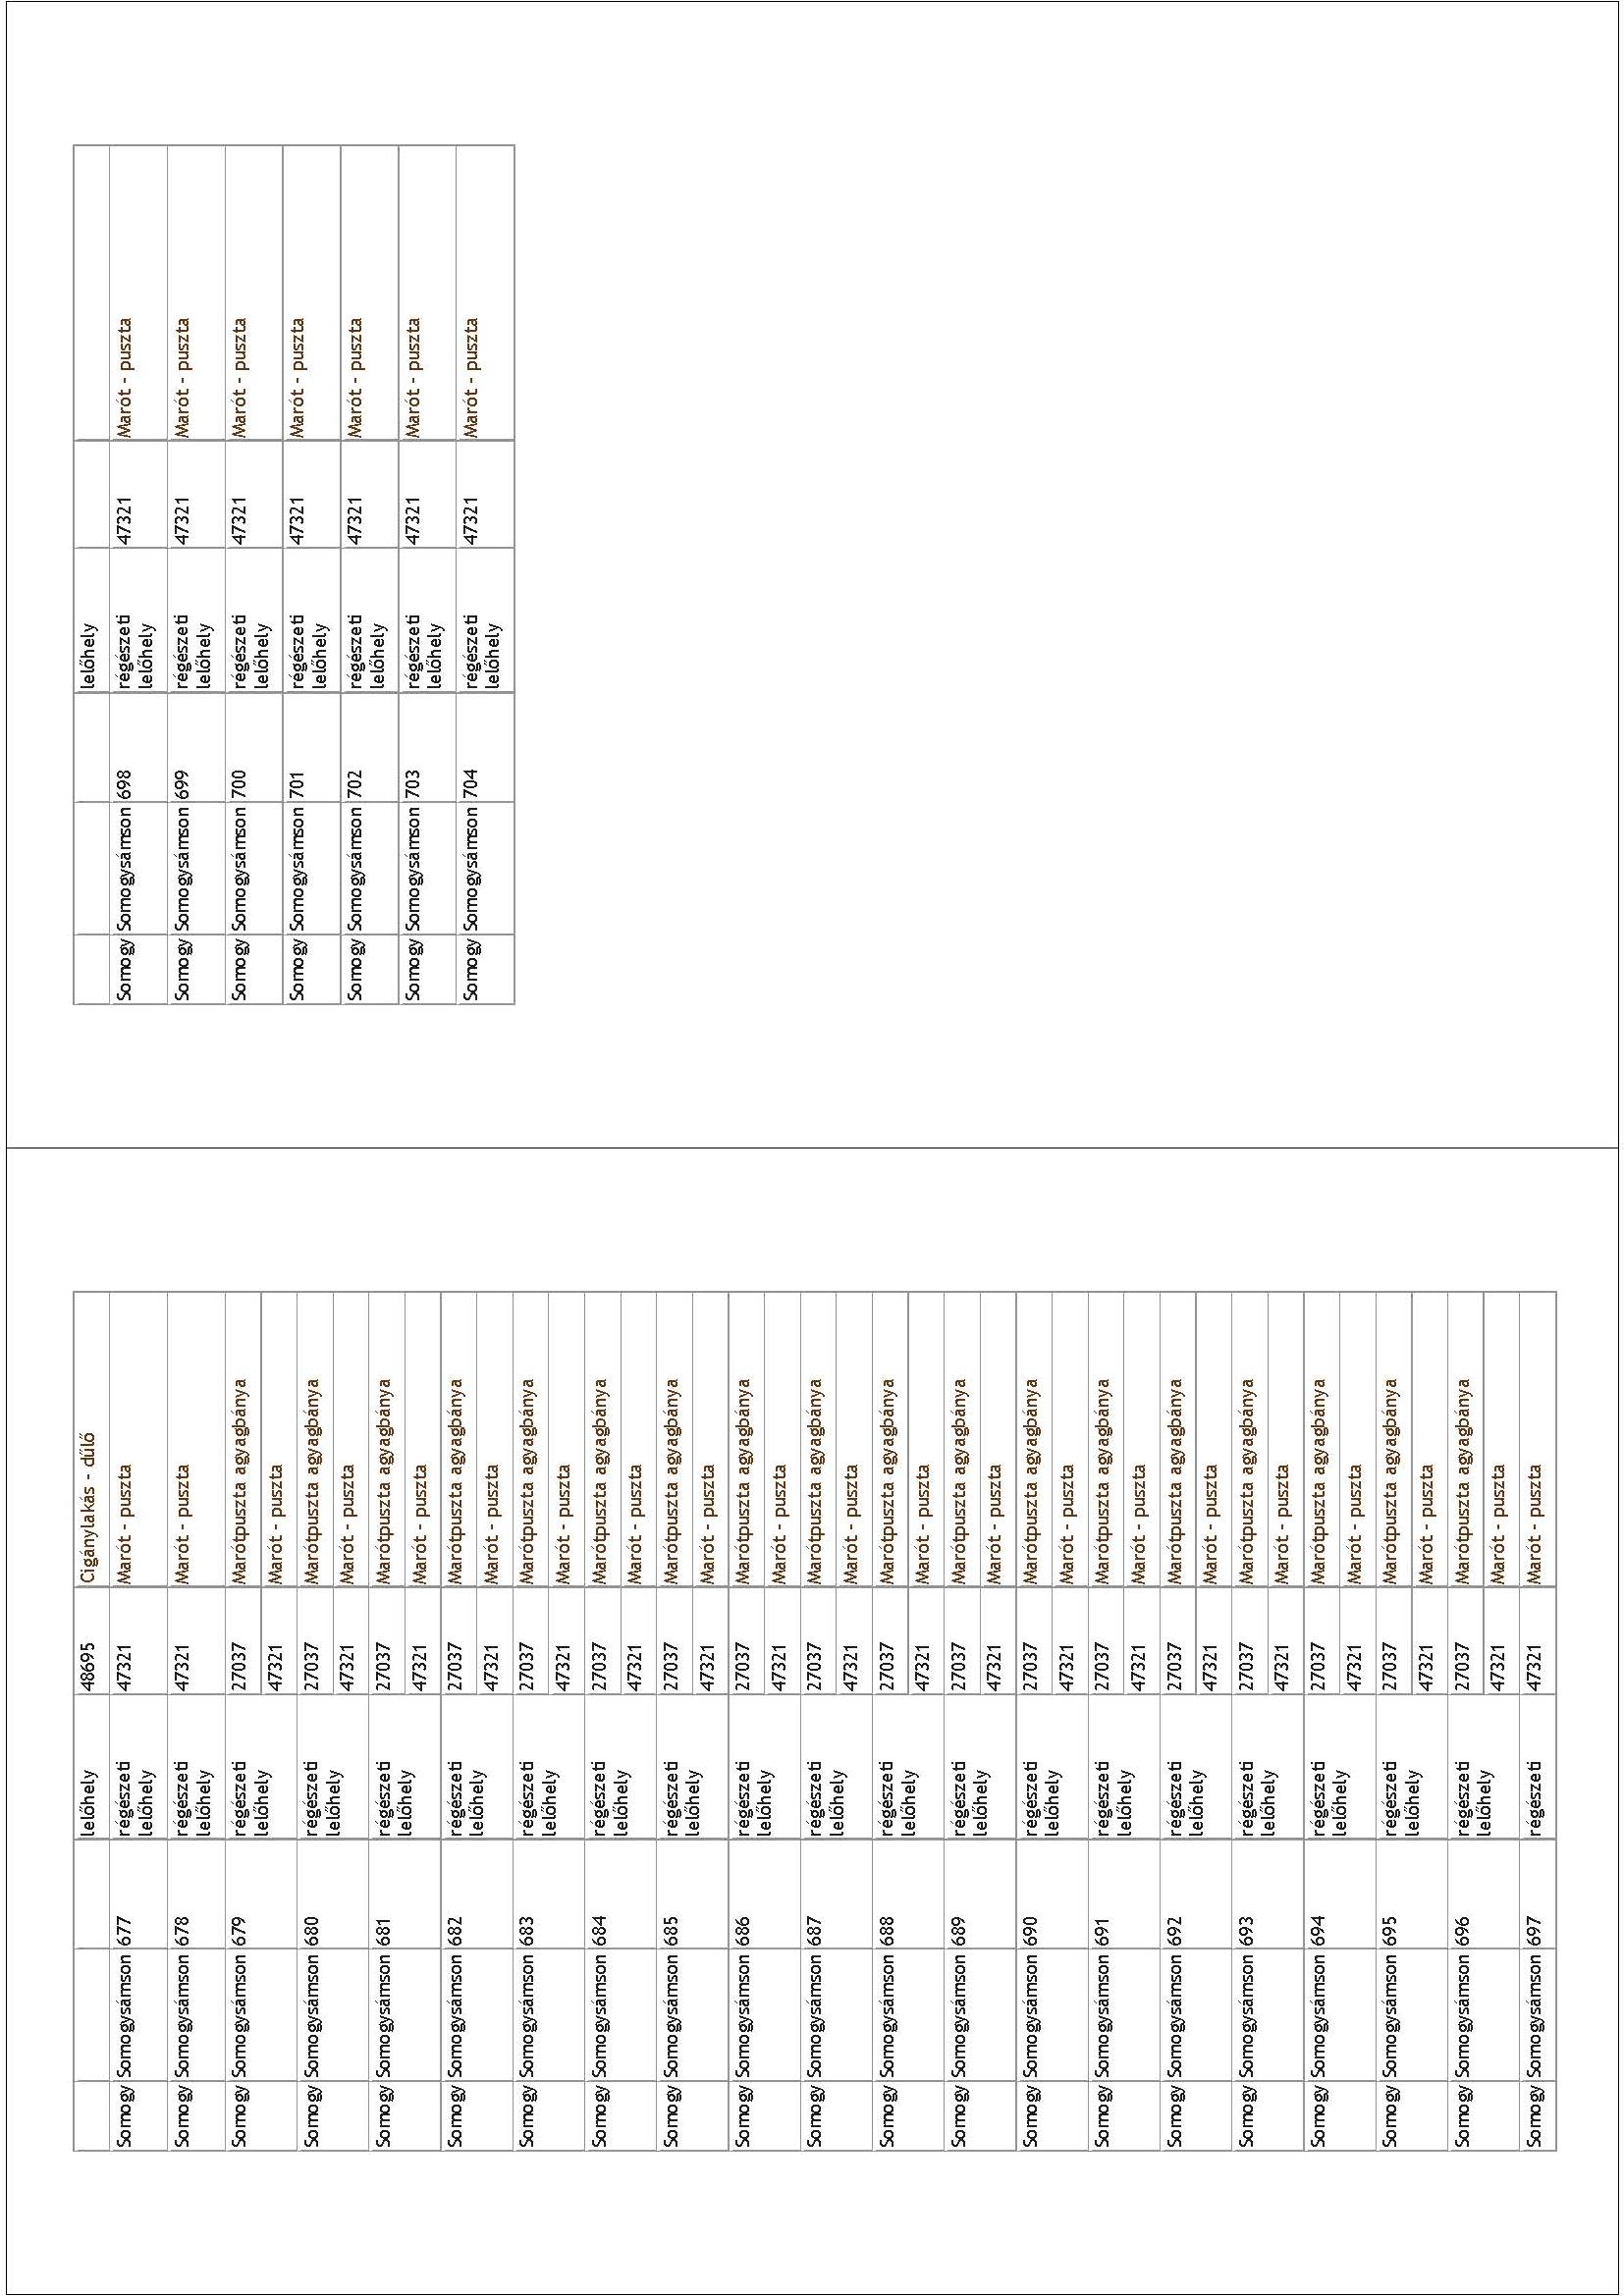 lelőhely 48695 Cigánylakás - dűlő
Somogy Somogysámson 677 régészeti 47321 Marót - puszta
lelőhely
Somogy Somogysámson 678 régészeti 47321 Marót - puszta
lelőhely
Somogy Somogysámson 679 régészeti 27037 Marótpuszta agyagbánya
lelőhely 47321 Marót - puszta
Somogy Somogysámson 680 régészeti 27037 Marótpuszta agyagbánya
lelőhely 47321 Marót - puszta
Somogy Somogysámson 681 régészeti 27037 Marótpuszta agyagbánya
lelőhely 47321 Marót - puszta
Somogy Somogysámson 682 régészeti 27037 Marótpuszta agyagbánya
lelőhely 47321 Marót - puszta
Somogy Somogysámson 683 régészeti 27037 Marótpuszta agyagbánya
lelőhely 47321 Marót - puszta
Somogy Somogysámson 684 régészeti 27037 Marótpuszta agyagbánya
lelőhely 47321 Marót - puszta
Somogy Somogysámson 685 régészeti 27037 Marótpuszta agyagbánya
lelőhely 47321 Marót - puszta
Somogy Somogysámson 686 régészeti 27037 Marótpuszta agyagbánya
lelőhely 47321 Marót - puszta
Somogy Somogysámson 687 régészeti 27037 Marótpuszta agyagbánya
lelőhely 47321 Marót - puszta
Somogy Somogysámson 688 régészeti 27037 Marótpuszta agyagbánya
lelőhely 47321 Marót - puszta
Somogy Somogysámson 689 régészeti 27037 Marótpuszta agyagbánya
lelőhely 47321 Marót - puszta
Somogy Somogysámson 690 régészeti 27037 Marótpuszta agyagbánya
lelőhely 47321 Marót - puszta
Somogy Somogysámson 691 régészeti 27037 Marótpuszta agyagbánya
lelőhely 47321 Marót - puszta
Somogy Somogysámson 692 régészeti 27037 Marótpuszta agyagbánya
lelőhely 47321 Marót - puszta
Somogy Somogysámson 693 régészeti 27037 Marótpuszta agyagbánya
lelőhely 47321 Marót - puszta
Somogy Somogysámson 694 régészeti 27037 Marótpuszta agyagbánya
lelőhely 47321 Marót - puszta
Somogy Somogysámson 695 régészeti 27037 Marótpuszta agyagbánya
lelőhely 47321 Marót - puszta
Somogy Somogysámson 696 régészeti 27037 Marótpuszta agyagbánya
lelőhely 47321 Marót - puszta
Somogy Somogysámson 697 régészeti 47321 Marót - puszta
lelőhely
Somogy Somogysámson 698 régészeti 47321 Marót - puszta
lelőhely
Somogy Somogysámson 699 régészeti 47321 Marót - puszta
lelőhely
Somogy Somogysámson 700 régészeti 47321 Marót - puszta
lelőhely
Somogy Somogysámson 701 régészeti 47321 Marót - puszta
lelőhely
Somogy Somogysámson 702 régészeti 47321 Marót - puszta
lelőhely
Somogy Somogysámson 703 régészeti 47321 Marót - puszta
lelőhely
Somogy Somogysámson 704 régészeti 47321 Marót - puszta
lelőhely